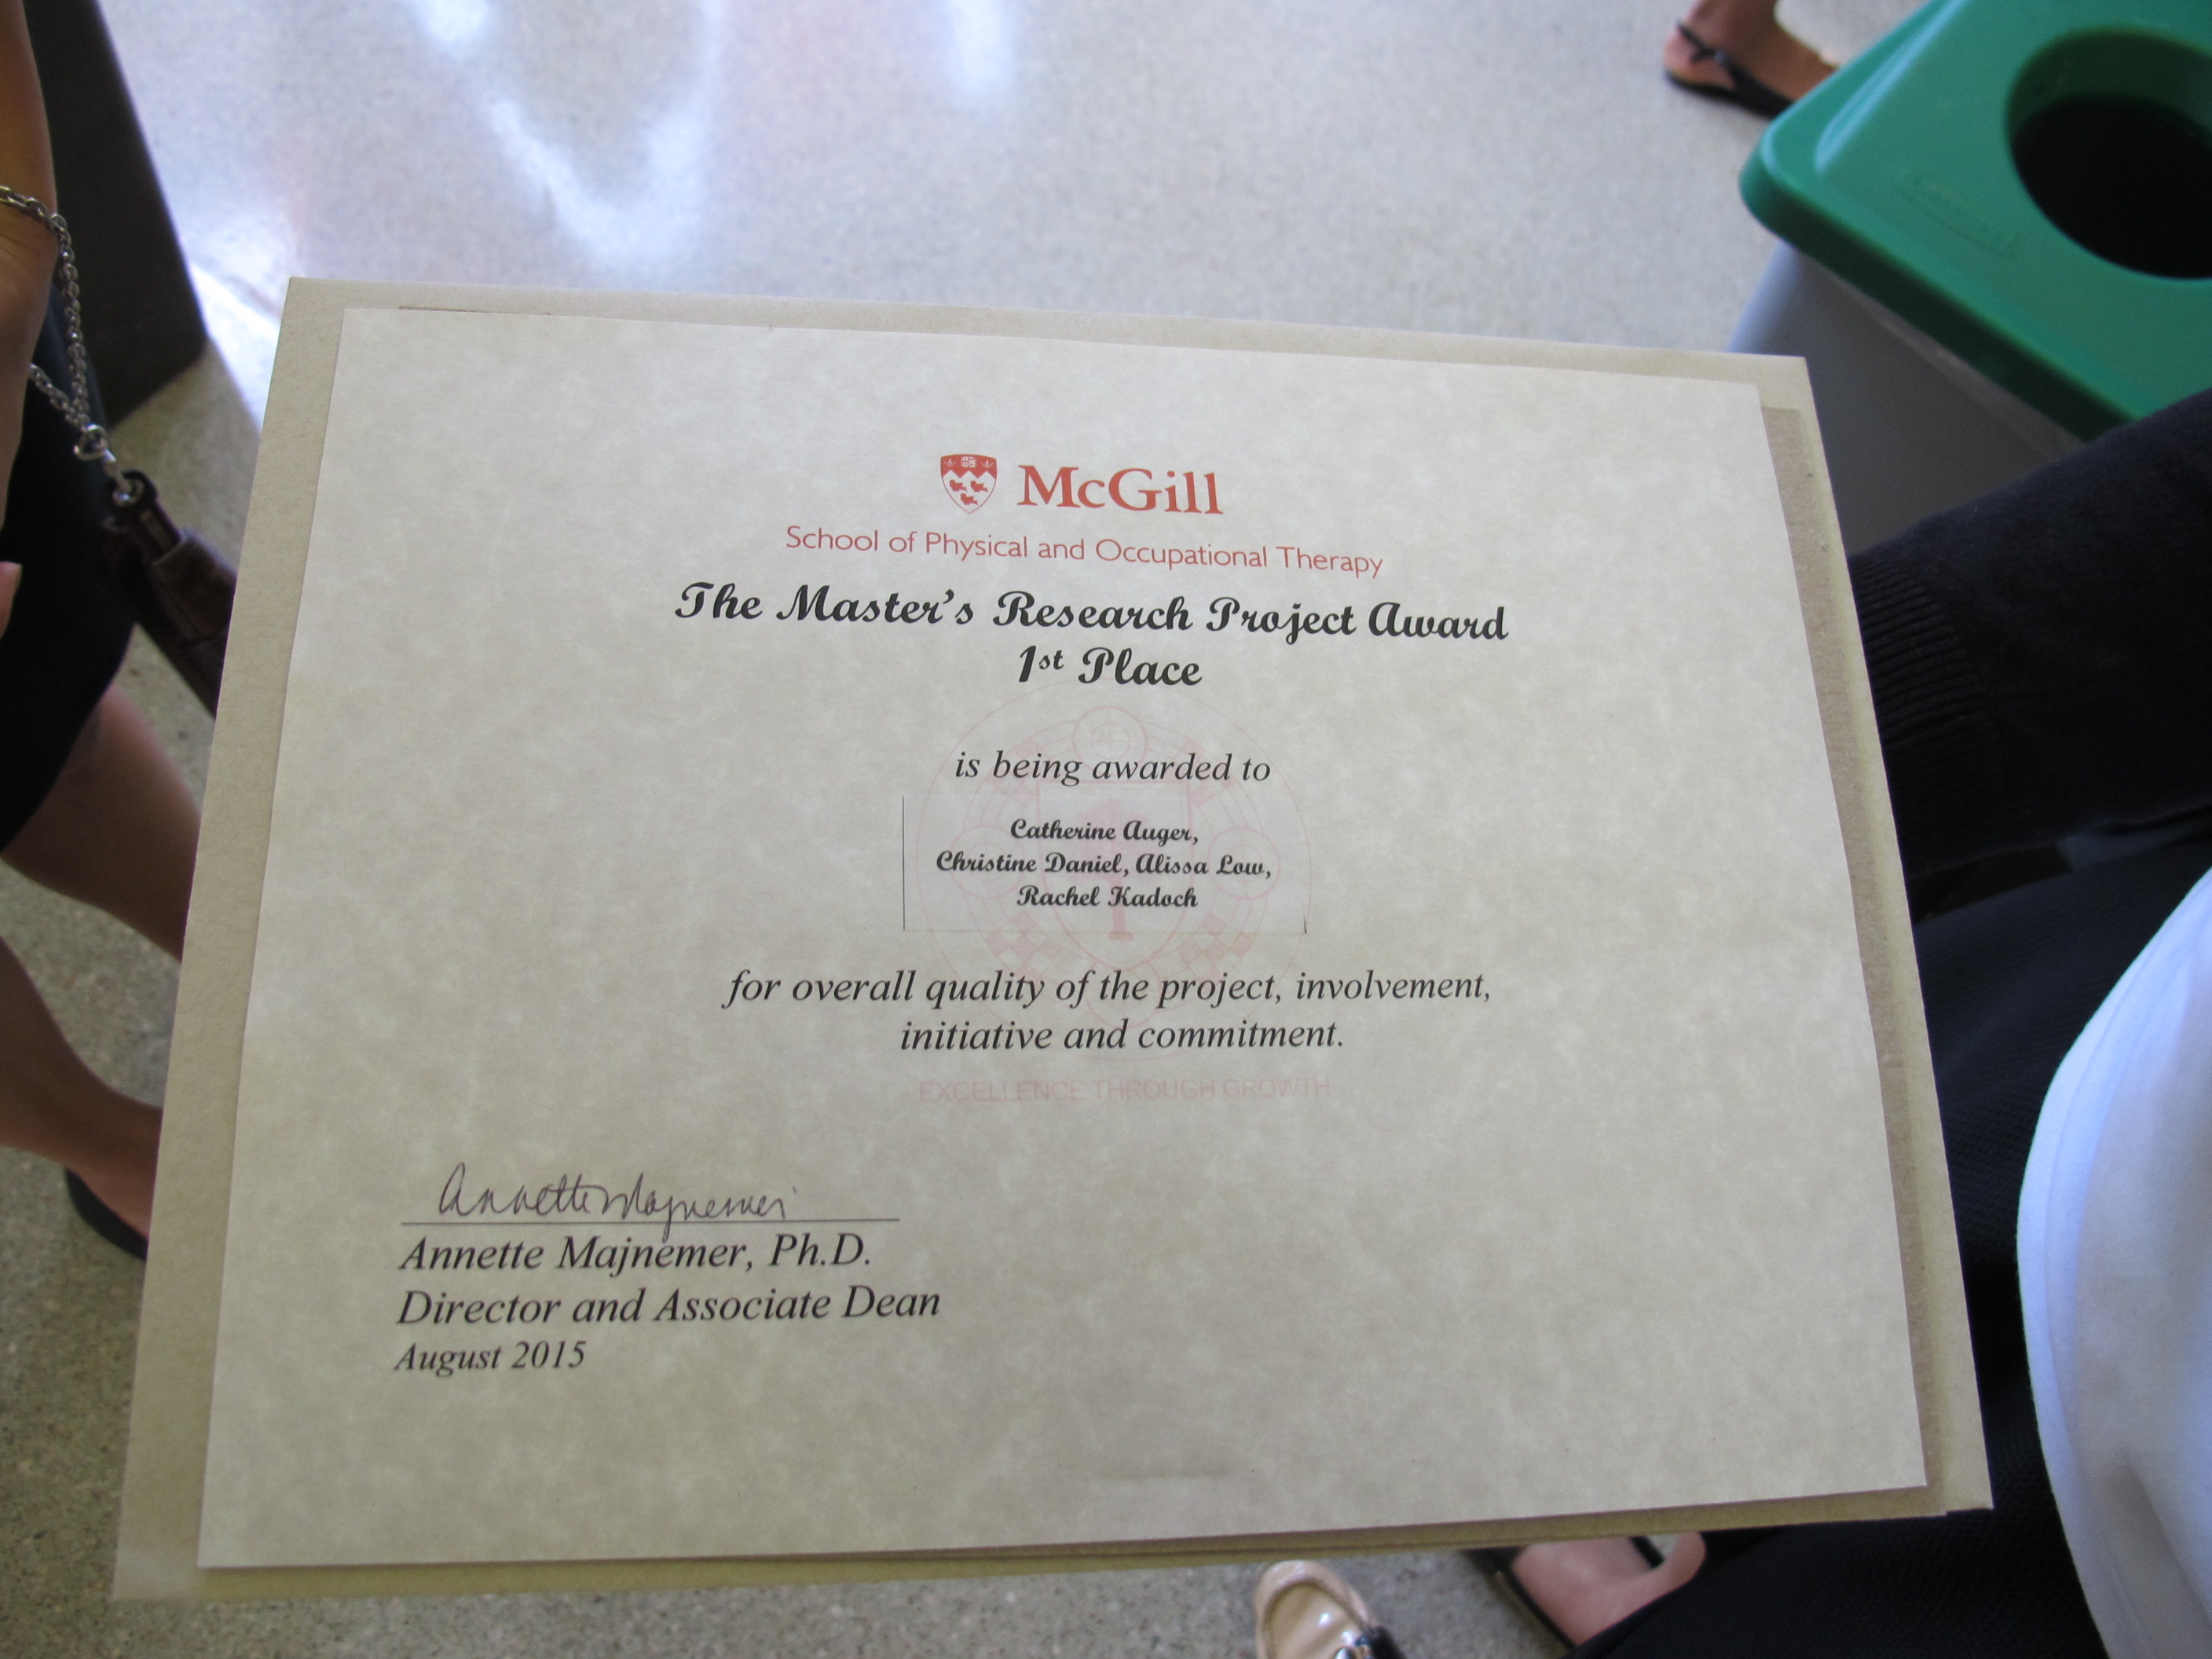 McGill
School of Physical and Occupational Therapy
The Master's Research Project Award
1st Place
is being awarded to
Catherine Auger,
Christine Daniel, Alissa Low,
Rachel Kadoch
for overall quality of the project, involvement,
initiative and commitment.
EXCELLENCE THROUGH GROWTH
Annette Majnemer
Annette Majnemer, Ph.D.
Director and Associate Dean
August 2015